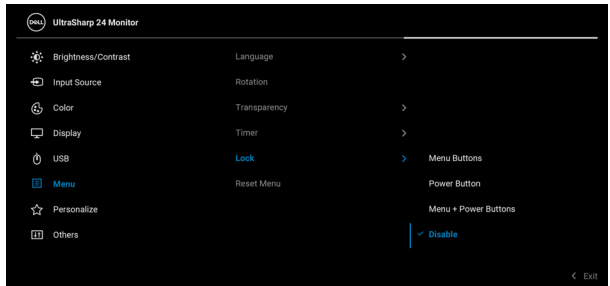 DELL UltraSharp 24 Monitor
Brightness/Contrast Language
Input Source Rotation
Color Transparency
Display Timer
USB Lock Menu Buttons
Menu Reset Menu Power Button
Personalize Menu + Power Buttons
Others Disable
Exit